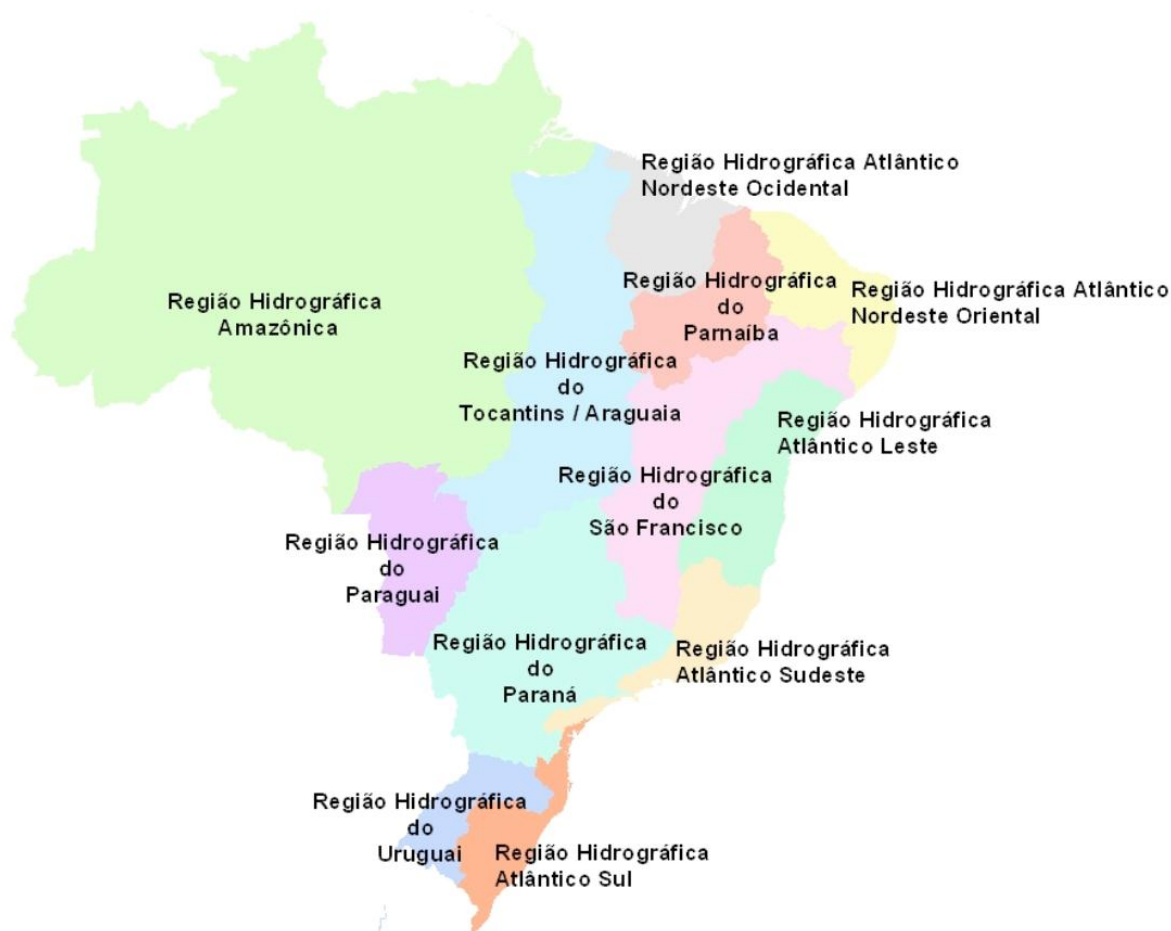 Região Hidrográfica Atlântico
Nordeste Ocidental
Região Hidrográfica
do
Parnaíba
Região Hidrográfica Atlântico
Nordeste Oriental
Região Hidrográfica
Amazônica
Região Hidrográfica
do
Tocantins / Araguaia
Região Hidrográfica
Atlântico Leste
Região Hidrográfica
do
São Francisco
Região Hidrográfica
do
Paraguai
Região Hidrográfica
do
Paraná
Região Hidrográfica
Atlântico Sudeste
Região Hidrográfica
do
Uruguai
Região Hidrográfica
Atlântico Sul